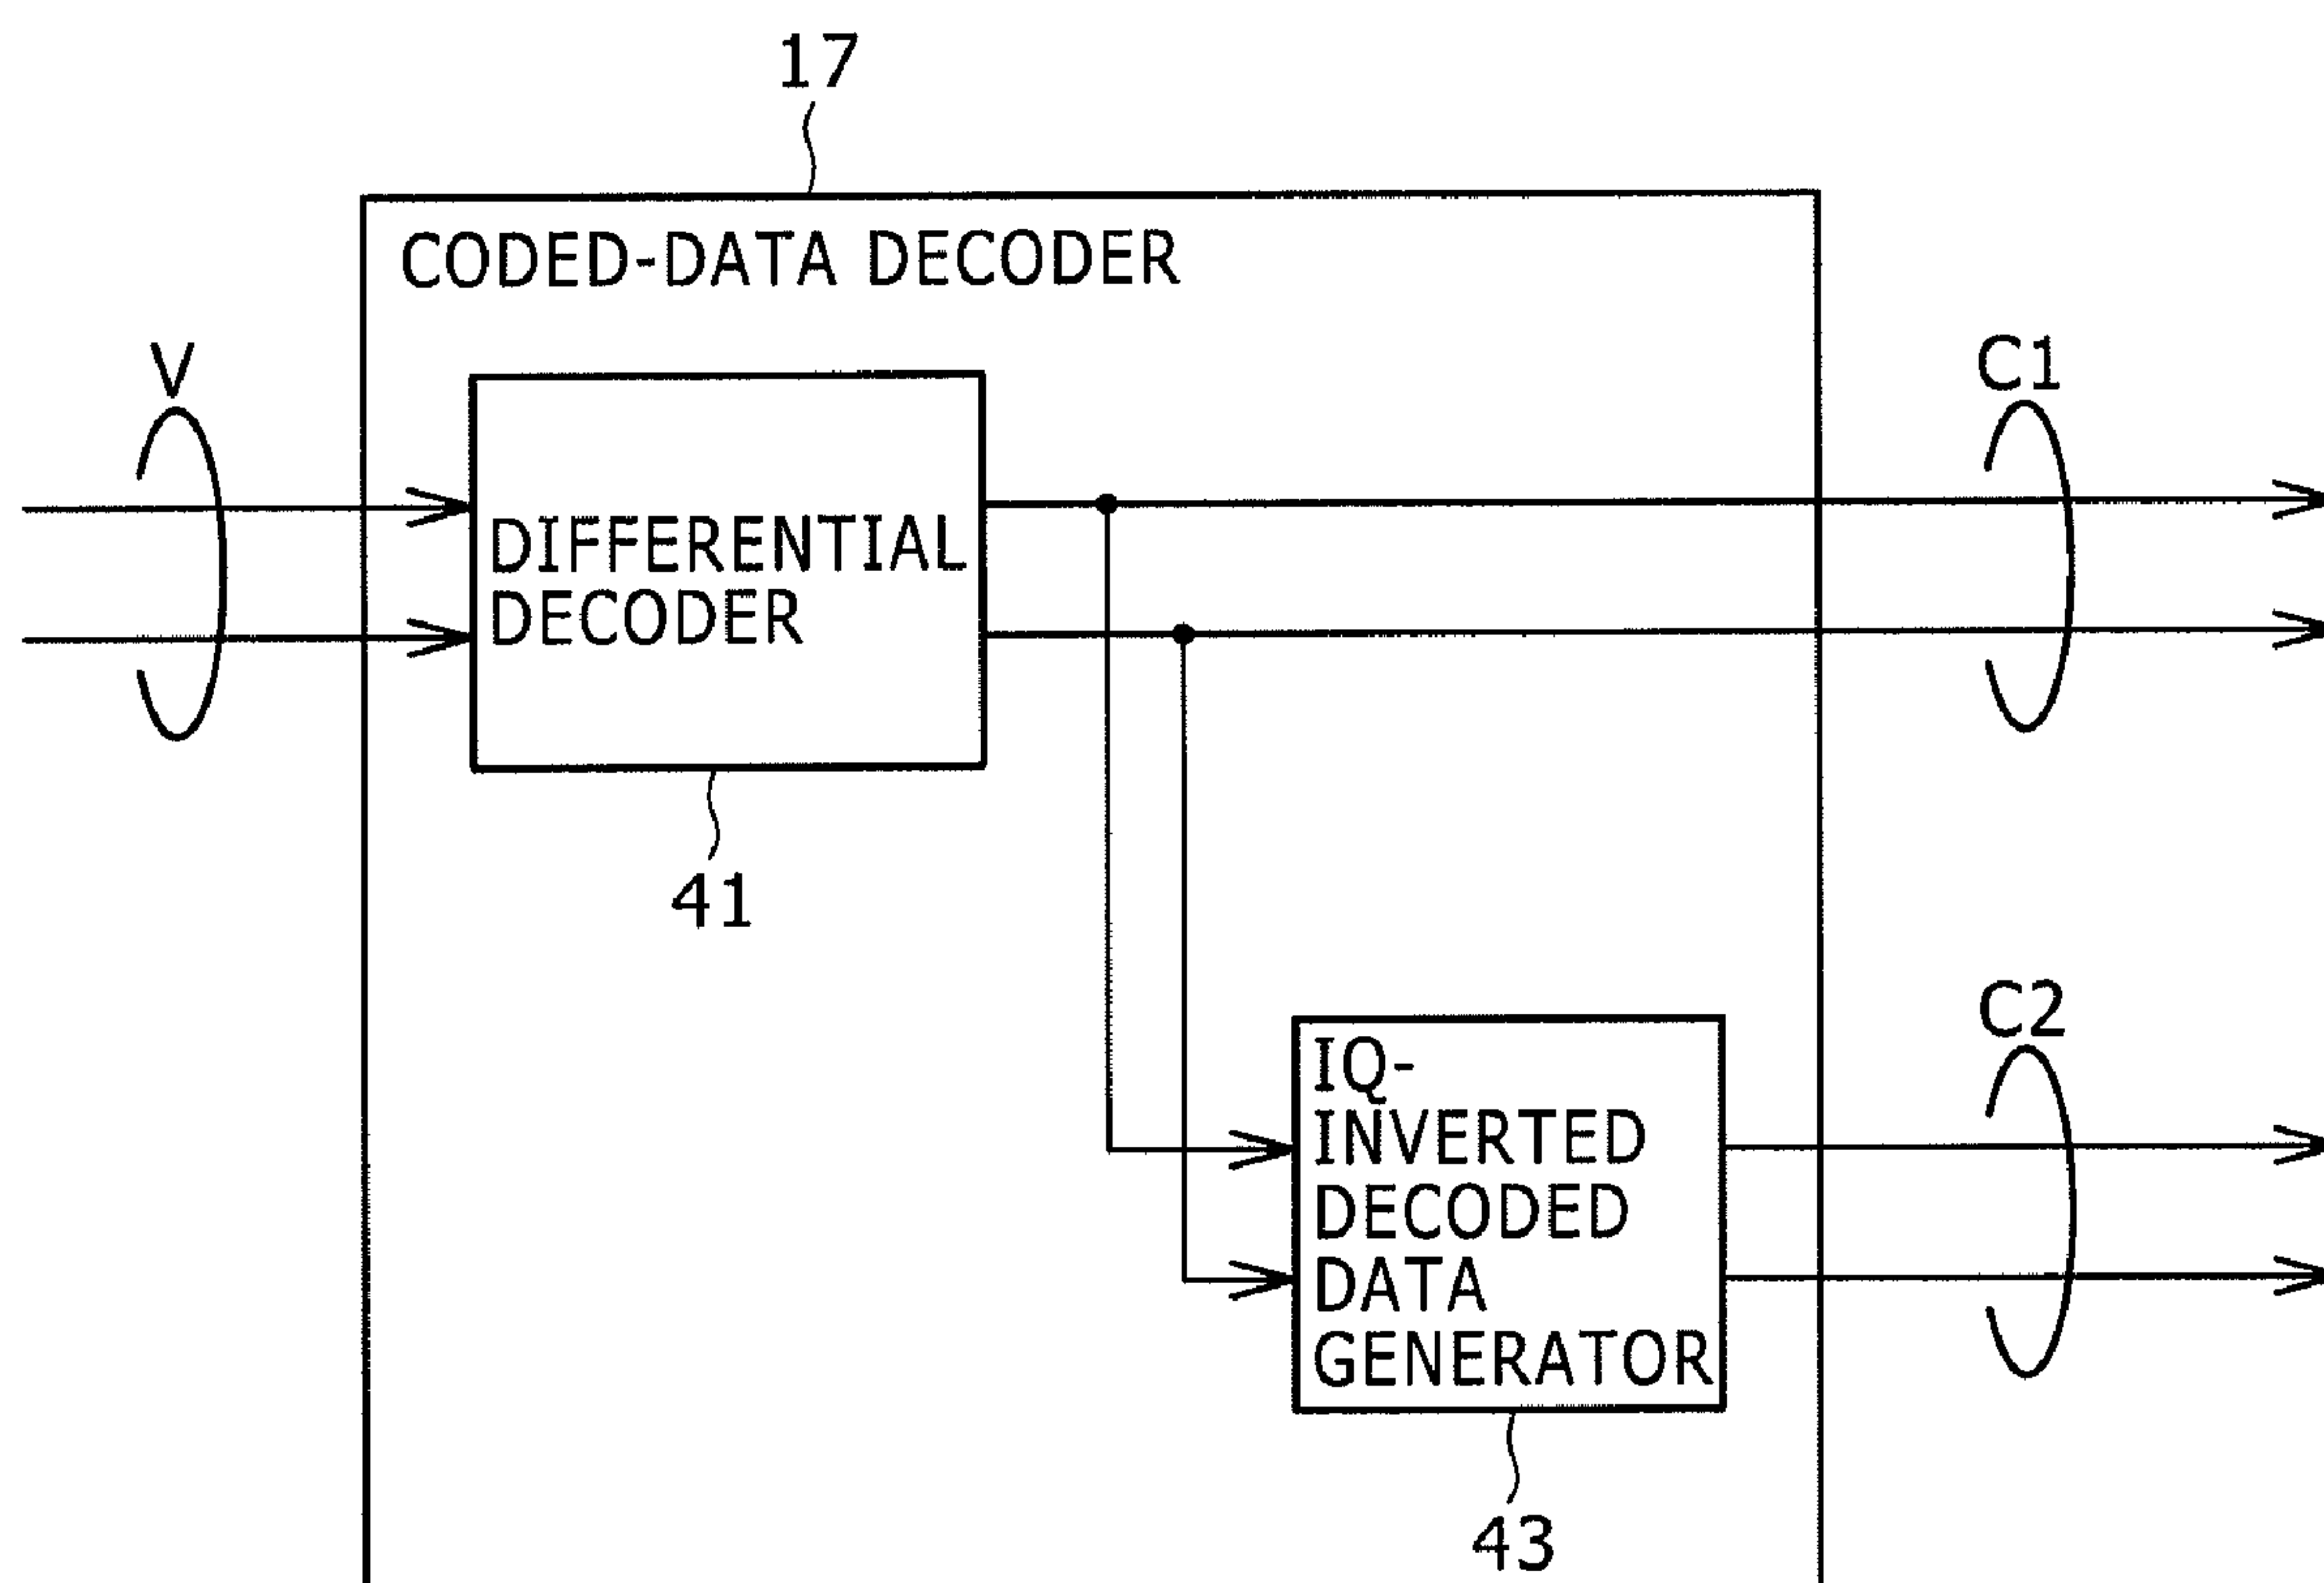 17
CODED-DATA DECODER
V
C1
DIFFERENTIAL
DECODER
41
C2
IQ-
INVERTED
DECODED
DATA
GENERATOR
43